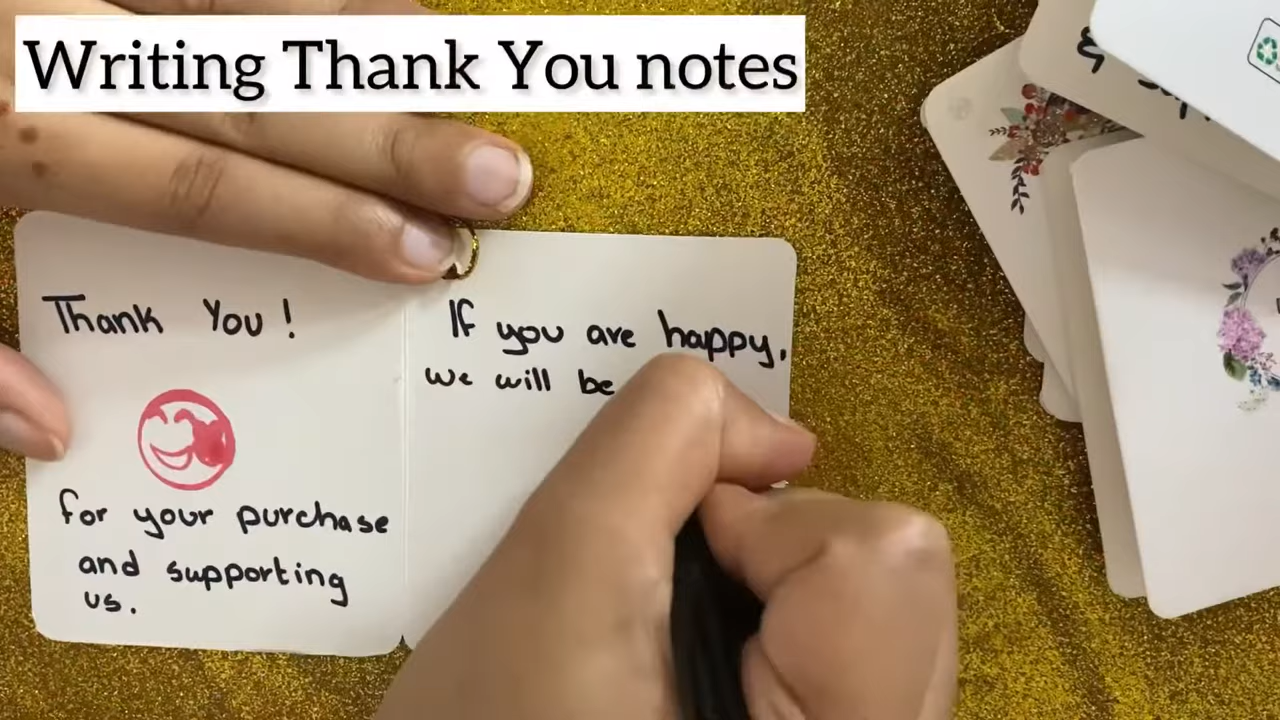 Writing Thank You notes
Thank You!
for your purchase
and supporting
us.
If you are happy,
we will be